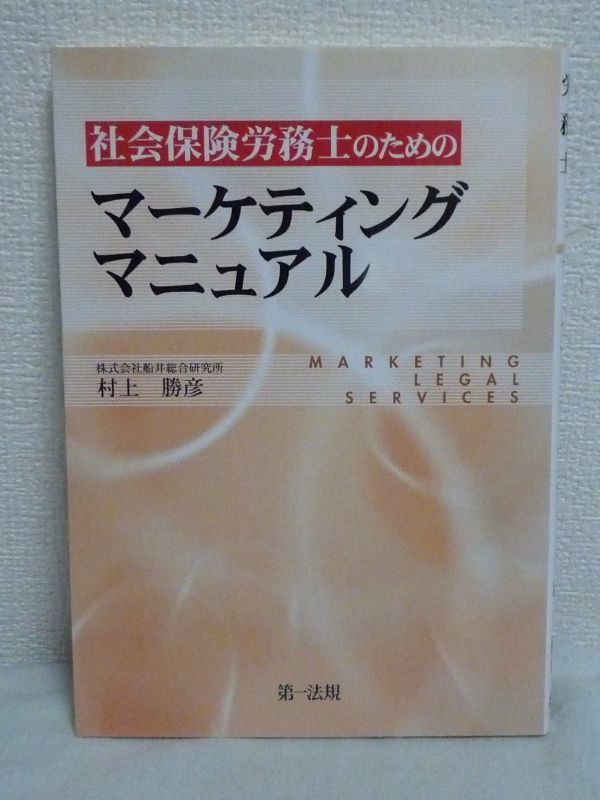 社会保険労務士のための
マーケティング
マニュアル
株式会社船井総合研究所
村上 勝彦
MARKETING
LEGAL
SERVICES
第一法規